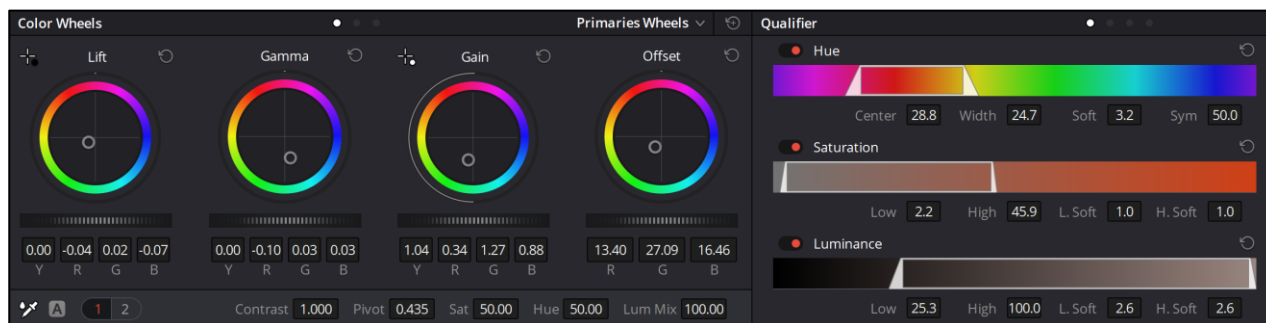 Color Wheels Primaries Wheels
Lift Gamma Gain Offset
0.00 -0.04 0.02 -0.07 0.00 -0.10 0.03 0.03 1.04 0.34 1.27 0.88 13.40 27.09 16.46
Y R G B Y R G B Y R G B R G B
A 1 2 Contrast 1.000 Pivot 0.435 Sat 50.00 Hue 50.00 Lum Mix 100.00
Qualifier
Hue
Center 28.8 Width 24.7 Soft 3.2 Sym 50.0
Saturation
Low 2.2 High 45.9 L. Soft 1.0 H. Soft 1.0
Luminance
Low 25.3 High 100.0 L. Soft 2.6 H. Soft 2.6